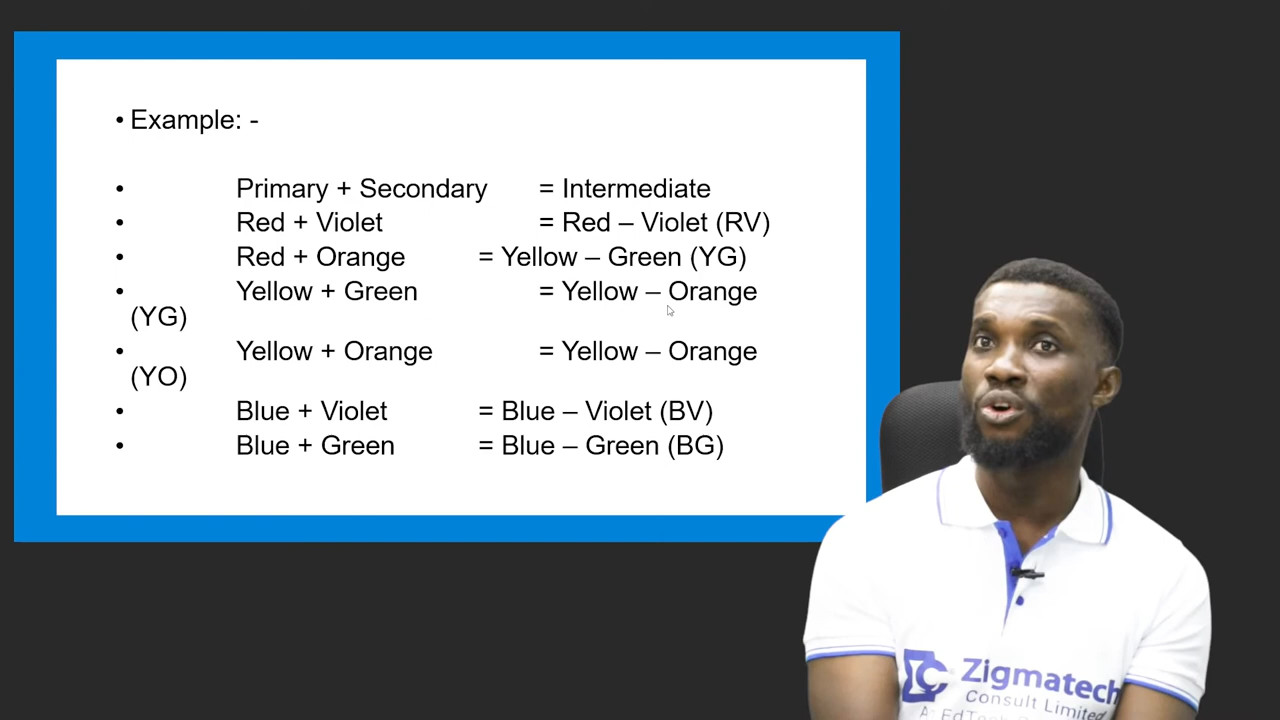 • Example: -
• Primary + Secondary = Intermediate
• Red + Violet = Red – Violet (RV)
• Red + Orange = Yellow – Green (YG)
• Yellow + Green = Yellow – Orange
(YG)
• Yellow + Orange = Yellow – Orange
(YO)
• Blue + Violet = Blue – Violet (BV)
• Blue + Green = Blue – Green (BG)
Zigmatech
Consult Limited